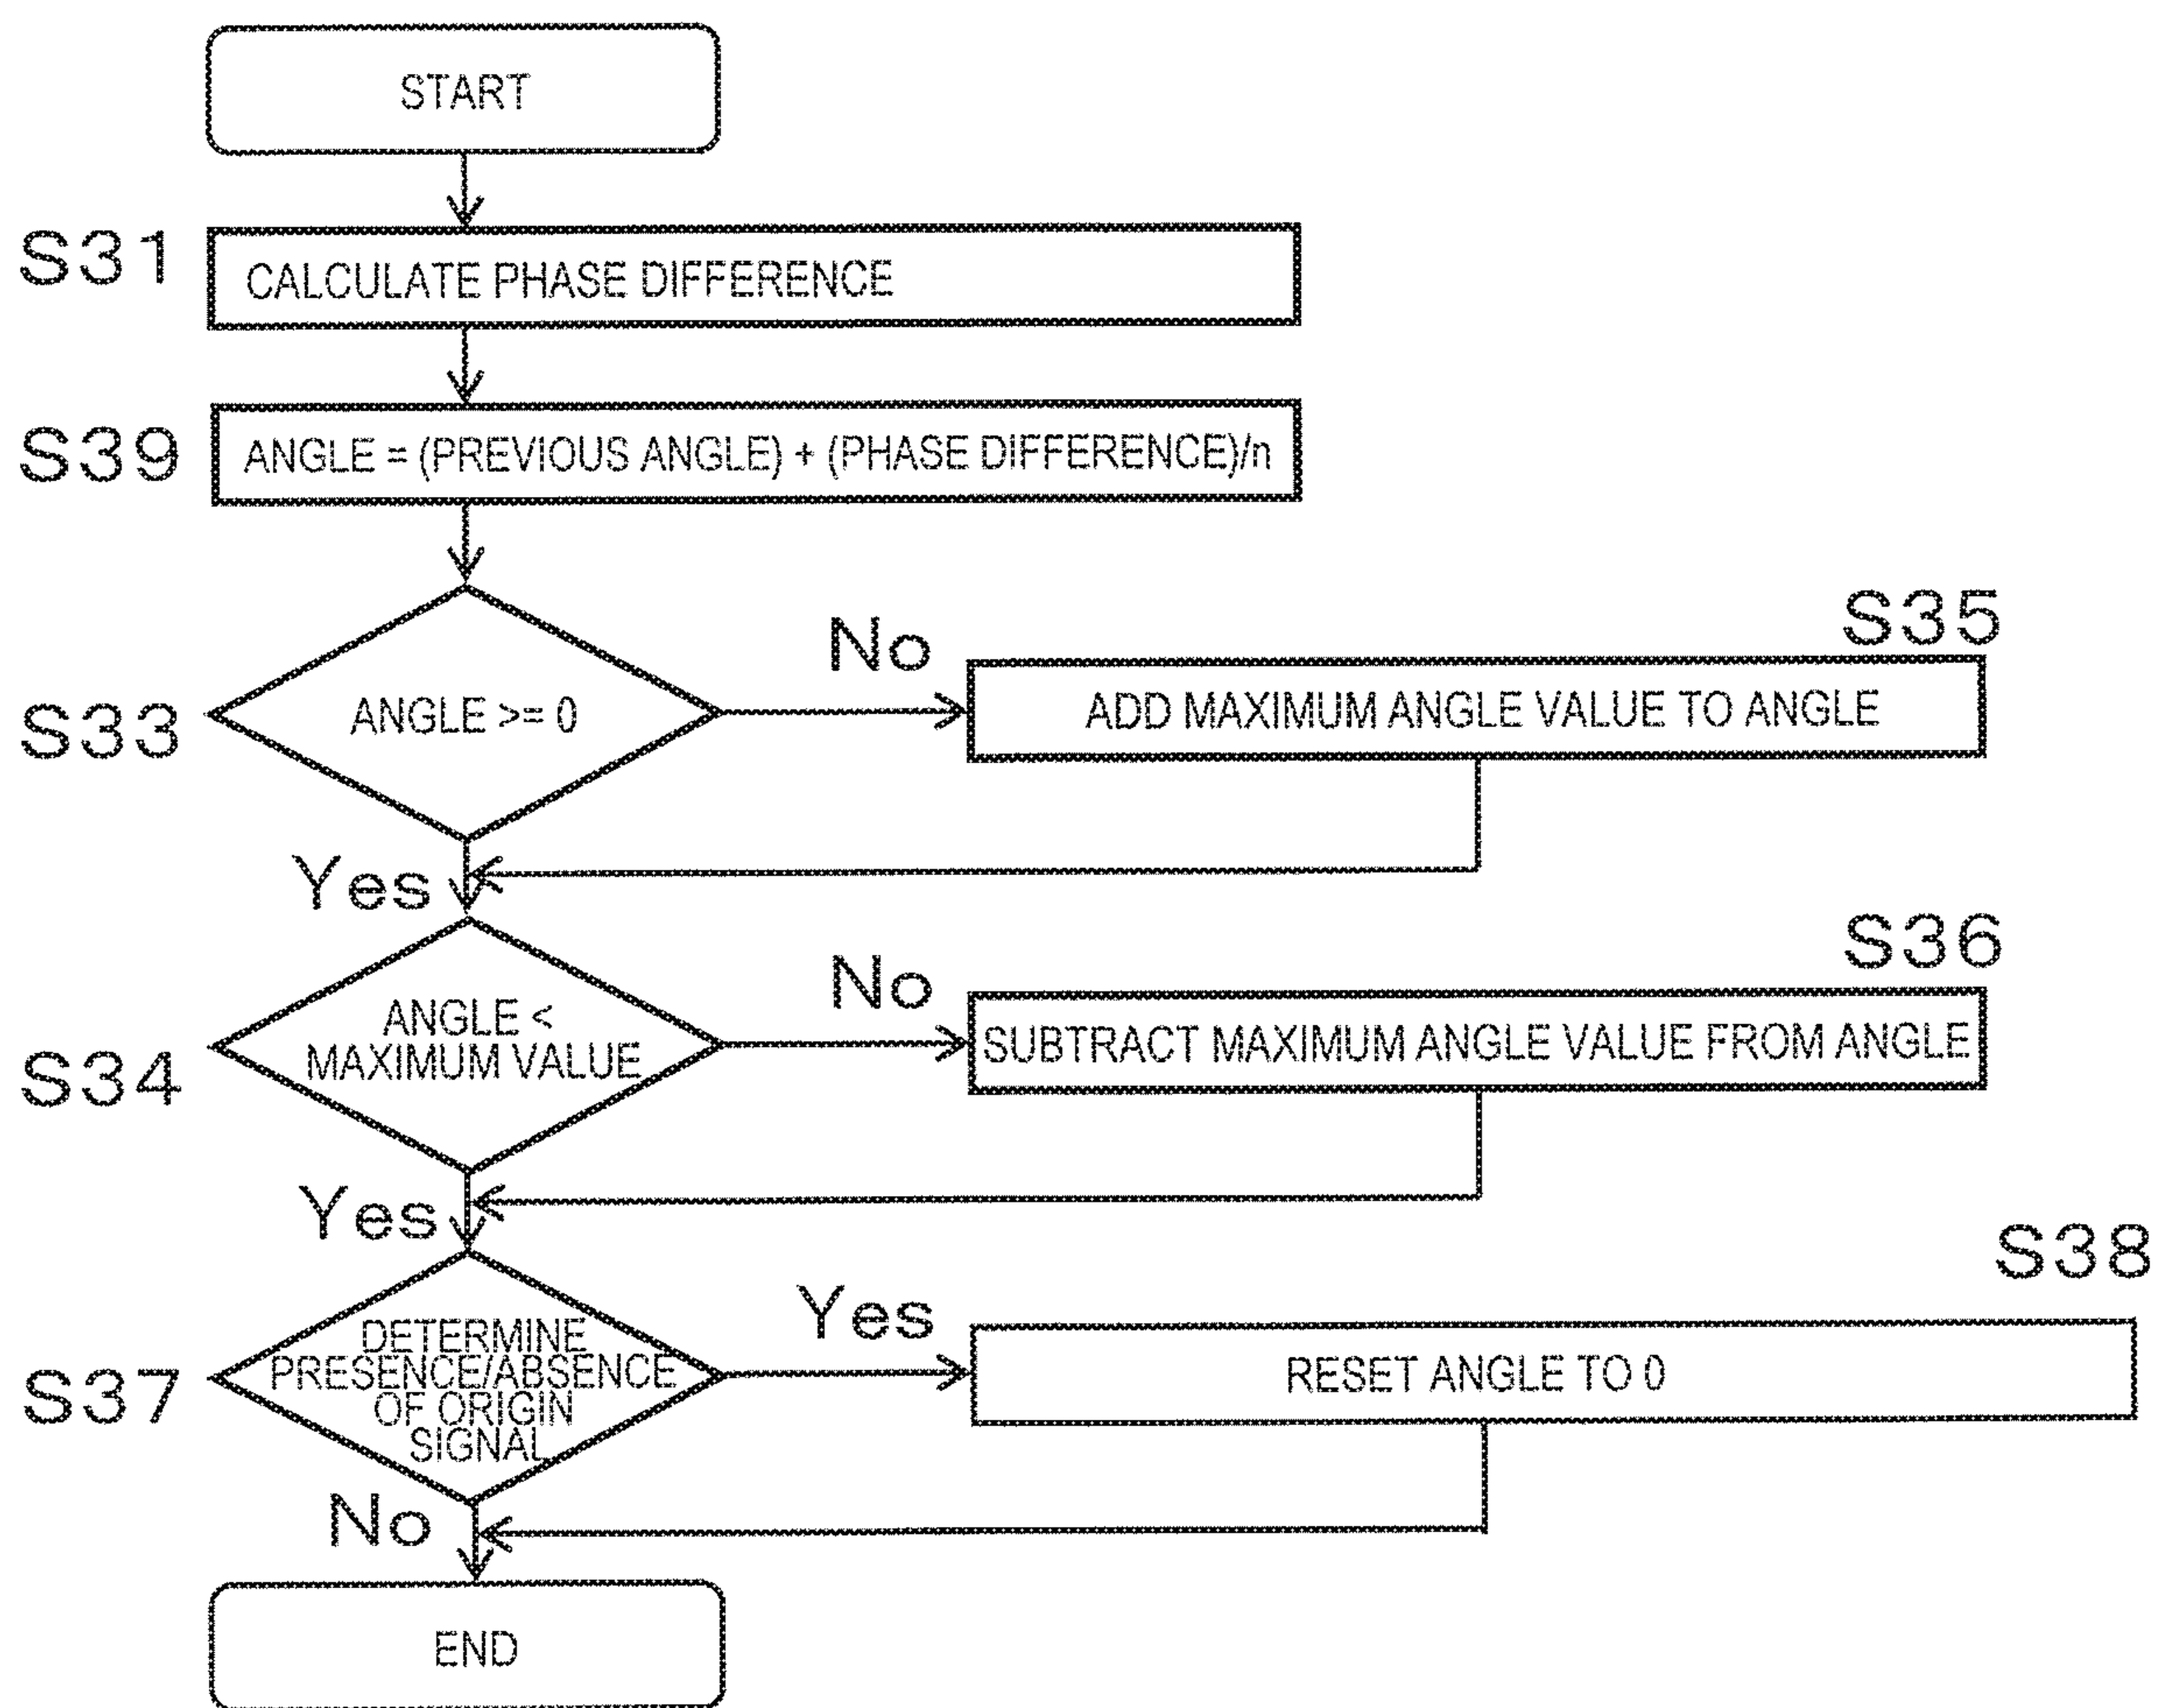 START
S31
CALCULATE PHASE DIFFERENCE
S39
ANGLE = (PREVIOUS ANGLE) + (PHASE DIFFERENCE)/n
S33
ANGLE >= 0
No
S35
ADD MAXIMUM ANGLE VALUE TO ANGLE
Yes
S34
ANGLE <
MAXIMUM VALUE
No
S36
SUBTRACT MAXIMUM ANGLE VALUE FROM ANGLE
Yes
S37
DETERMINE
PRESENCE/ABSENCE
OF ORIGIN
SIGNAL
Yes
S38
RESET ANGLE TO 0
No
END